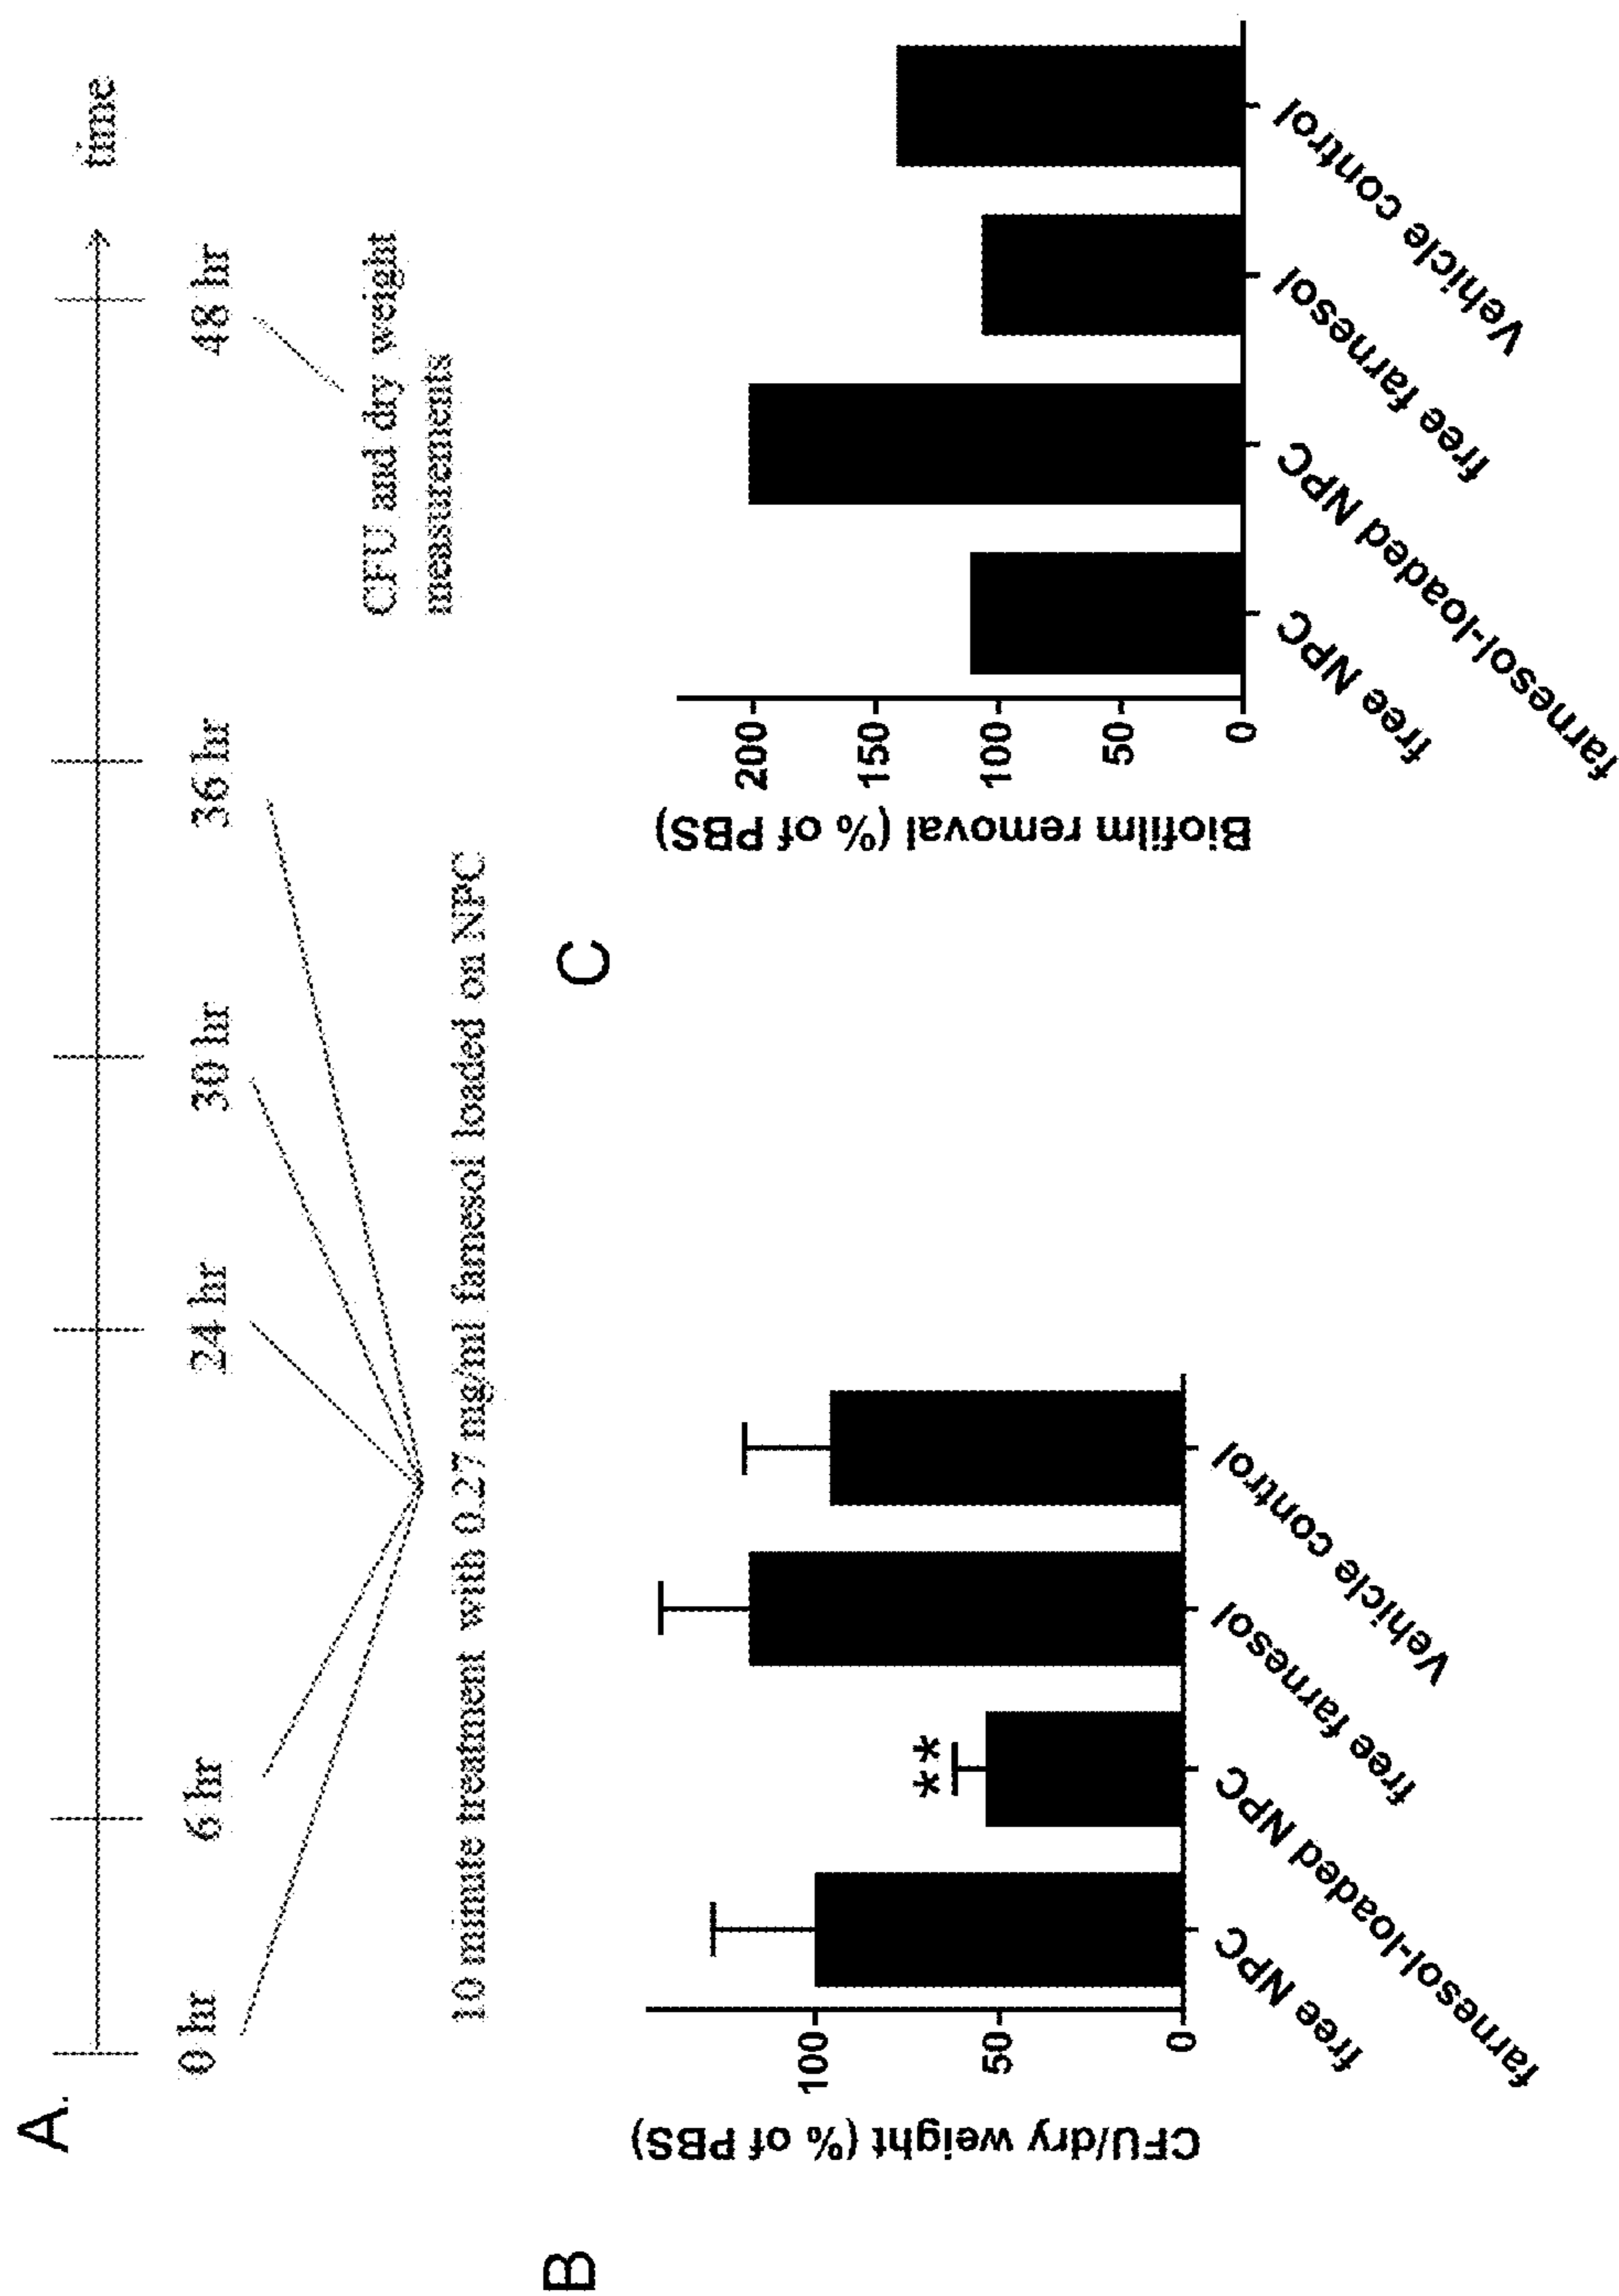 A.
time
0 hr
6 hr
24 hr
30 hr
36 hr
48 hr
CFU and dry weight
measurements
10 minute treatment with 0.27 mg/ml farnesol loaded on NPC
B
CFU/dry weight (% of PBS)
100
50
0
**
free NPC
farnesol-loaded NPC
free farnesol
Vehicle control
C
Biofilm removal (% of PBS)
200
150
100
50
0
free NPC
farnesol-loaded NPC
free farnesol
Vehicle control